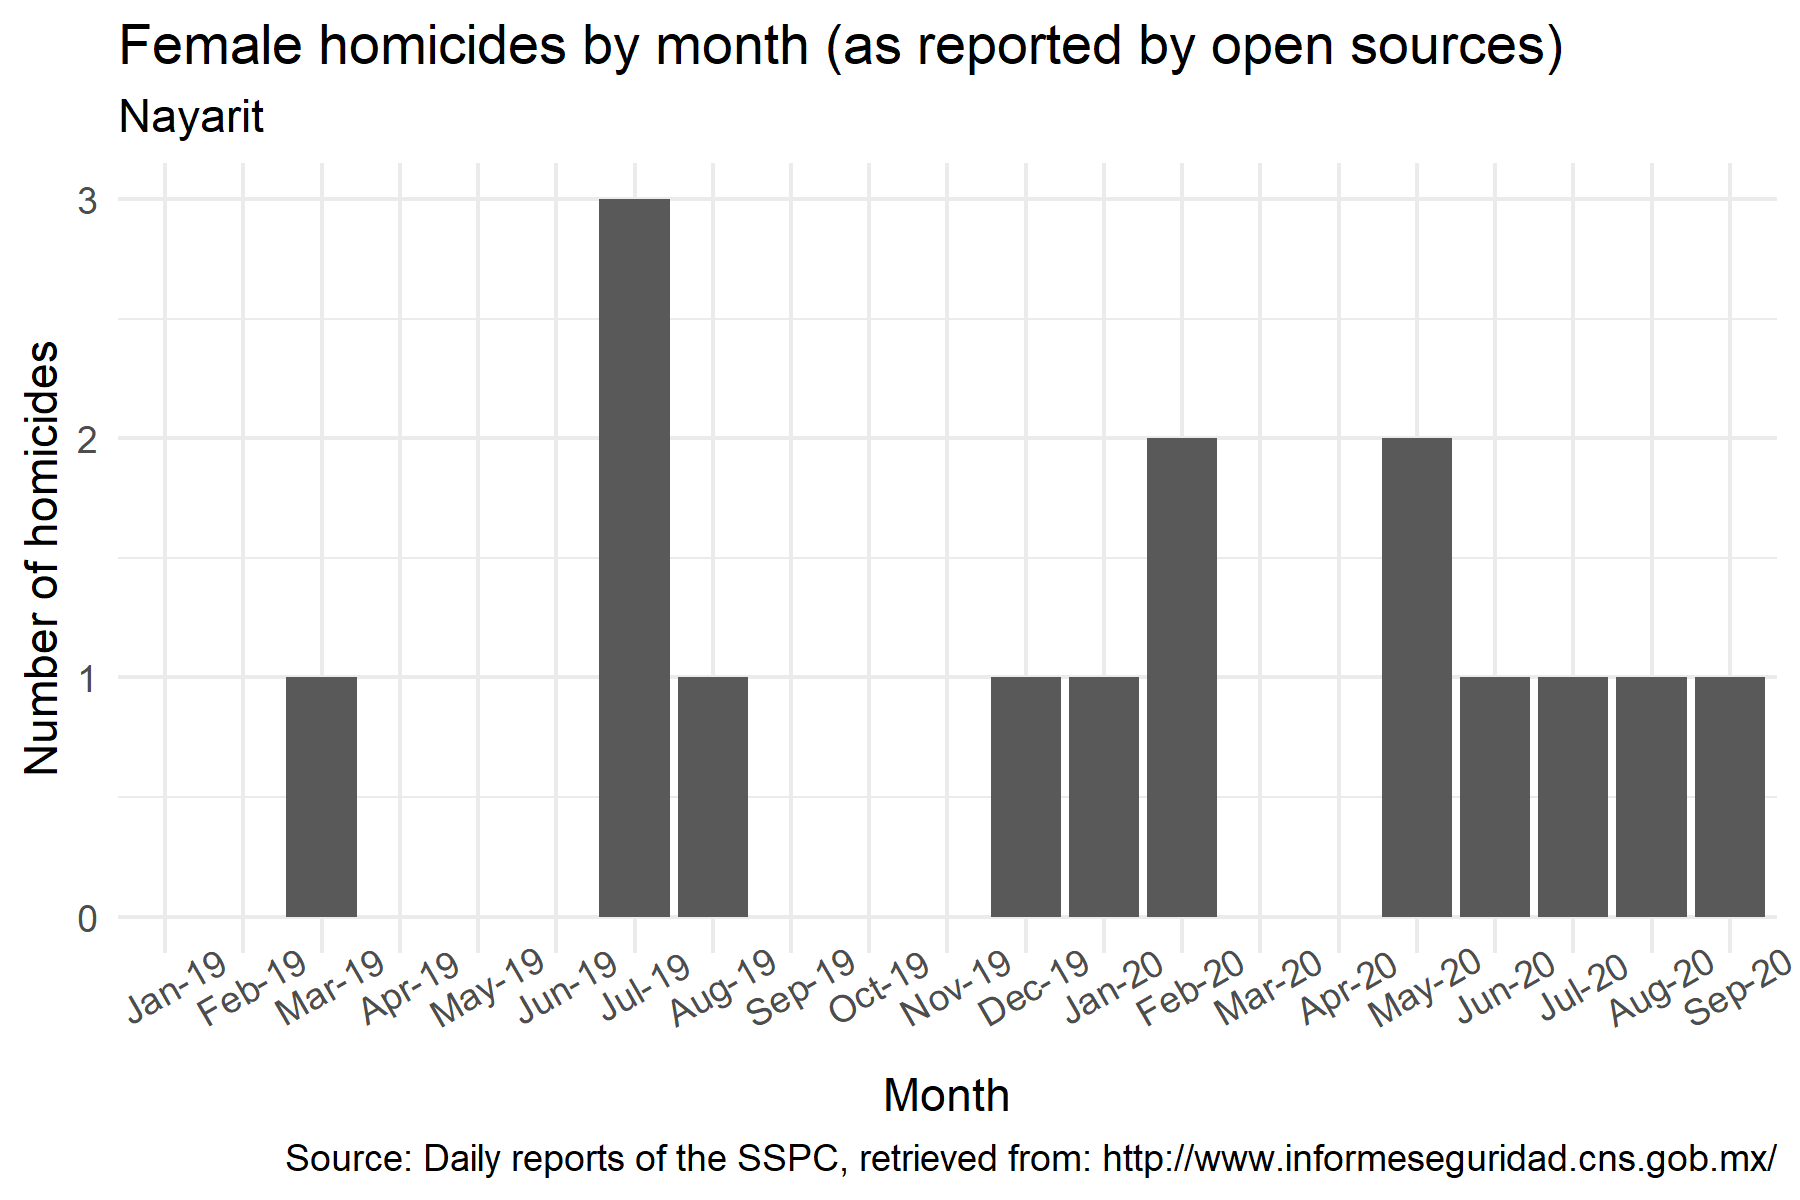 Female homicides by month (as reported by open sources)
Nayarit
Number of homicides
3
2
1
0
Jan-19
Feb-19
Mar-19
Apr-19
May-19
Jun-19
Jul-19
Aug-19
Sep-19
Oct-19
Nov-19
Dec-19
Jan-20
Feb-20
Mar-20
Apr-20
May-20
Jun-20
Jul-20
Aug-20
Sep-20
Month
Source: Daily reports of the SSPC, retrieved from: http://www.informeseguridad.cns.gob.mx/